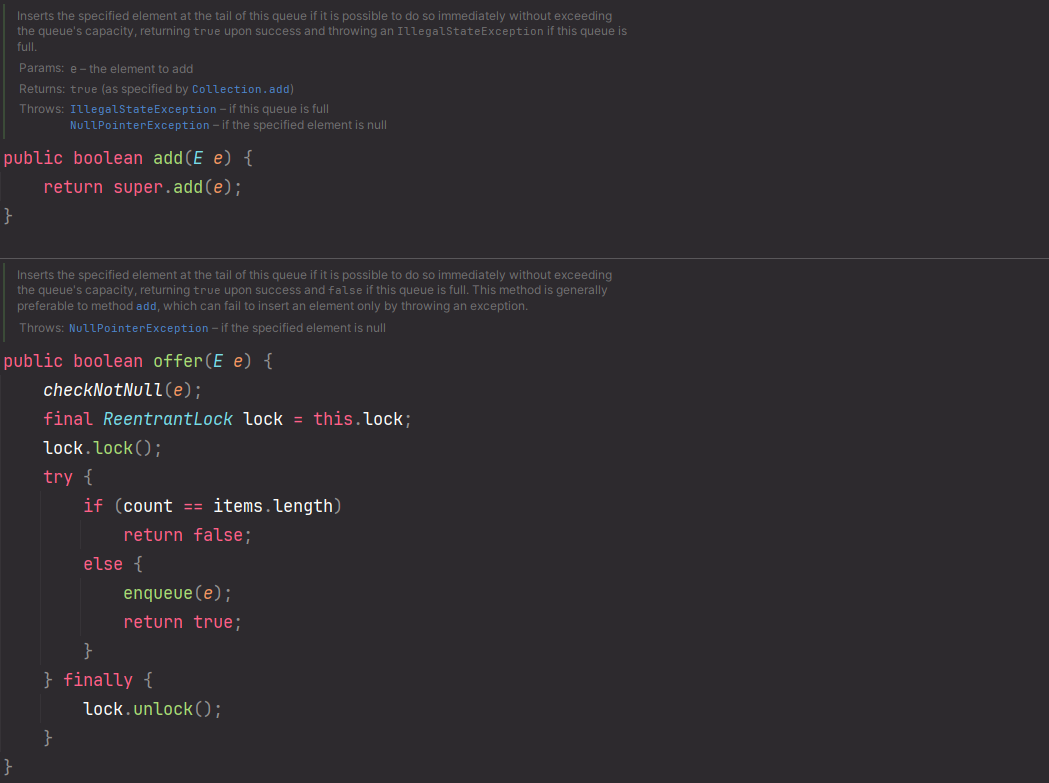 Inserts the specified element at the tail of this queue if it is possible to do so immediately without exceeding
the queue's capacity, returning true upon success and throwing an IllegalStateException if this queue is
full.
Params: e – the element to add
Returns: true (as specified by Collection.add)
Throws: IllegalStateException – if this queue is full
NullPointerException – if the specified element is null
public boolean add(E e) {
    return super.add(e);
}
Inserts the specified element at the tail of this queue if it is possible to do so immediately without exceeding
the queue's capacity, returning true upon success and false if this queue is full. This method is generally
preferable to method add, which can fail to insert an element only by throwing an exception.
Throws: NullPointerException – if the specified element is null
public boolean offer(E e) {
    checkNotNull(e);
    final ReentrantLock lock = this.lock;
    lock.lock();
    try {
        if (count == items.length)
            return false;
        else {
            enqueue(e);
            return true;
        }
    } finally {
        lock.unlock();
    }
}